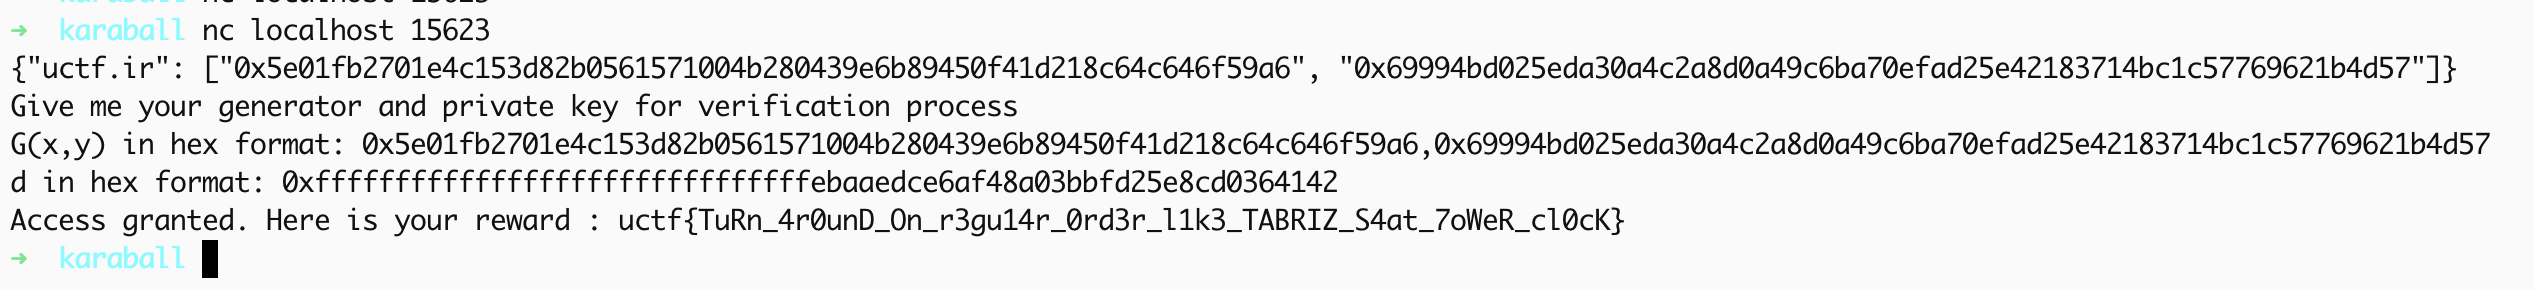 ➜  karaball nc localhost 15623
{"uctf.ir": ["0x5e01fb2701e4c153d82b0561571004b280439e6b89450f41d218c64c646f59a6", "0x69994bd025eda30a4c2a8d0a49c6ba70efad25e42183714bc1c57769621b4d57"]}
Give me your generator and private key for verification process
G(x,y) in hex format: 0x5e01fb2701e4c153d82b0561571004b280439e6b89450f41d218c64c646f59a6,0x69994bd025eda30a4c2a8d0a49c6ba70efad25e42183714bc1c57769621b4d57
d in hex format: 0xfffffffffffffffffffffffffffffffebaaedce6af48a03bbfd25e8cd0364142
Access granted. Here is your reward : uctf{TuRn_4r0unD_On_r3gu14r_0rd3r_l1k3_TABRIZ_S4at_7oWeR_cl0cK}
➜  karaball